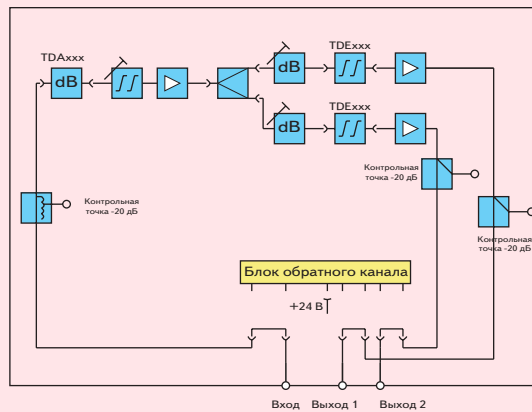 TDAxxx
TDExxx
dB
dB
TDExxx
dB
Контрольная
точка -20 дБ
Контрольная
точка -20 дБ
Контрольная
точка -20 дБ
Блок обратного канала
+24 В
Вход
Выход 1
Выход 2